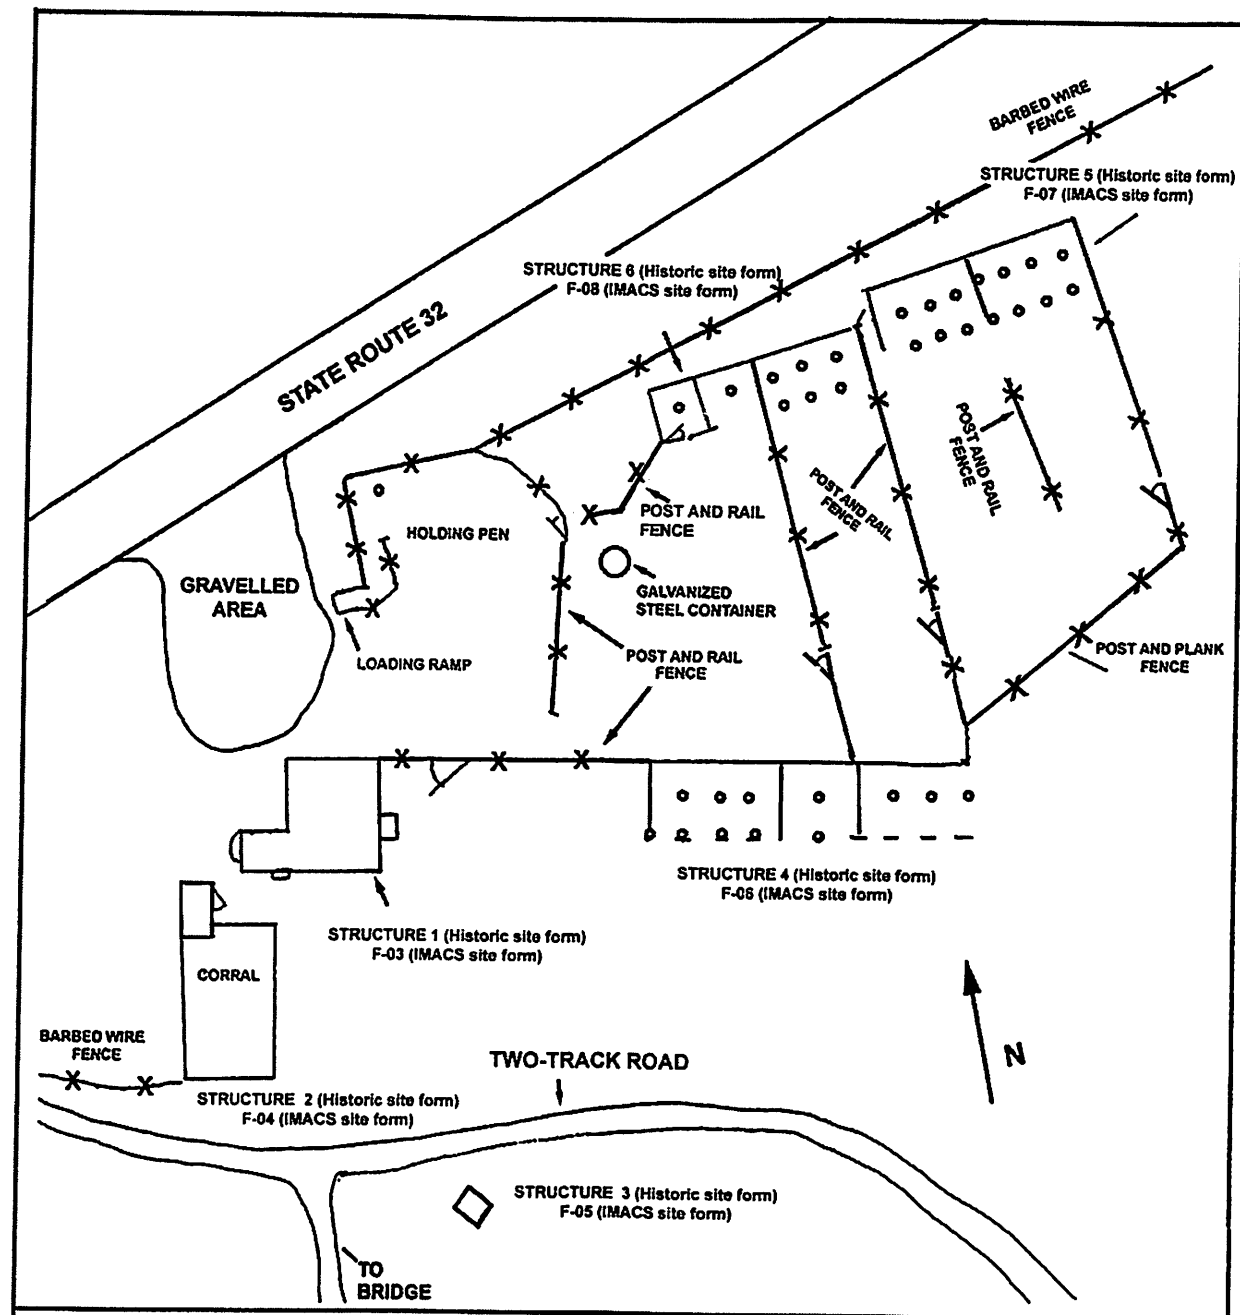 BARBED WIRE
FENCE
STRUCTURE 5 (Historic site form)
F-07 (IMACS site form)
STRUCTURE 6 (Historic site form)
F-08 (IMACS site form)
STATE ROUTE 32
POST AND RAIL
FENCE
POST AND RAIL
FENCE
POST AND RAIL
FENCE
HOLDING PEN
GRAVELLED
AREA
GALVANIZED
STEEL CONTAINER
LOADING RAMP
POST AND RAIL
FENCE
POST AND PLANK
FENCE
STRUCTURE 4 (Historic site form)
F-06 (IMACS site form)
STRUCTURE 1 (Historic site form)
F-03 (IMACS site form)
CORRAL
BARBED WIRE
FENCE
TWO-TRACK ROAD
N
STRUCTURE 2 (Historic site form)
F-04 (IMACS site form)
STRUCTURE 3 (Historic site form)
F-05 (IMACS site form)
TO
BRIDGE